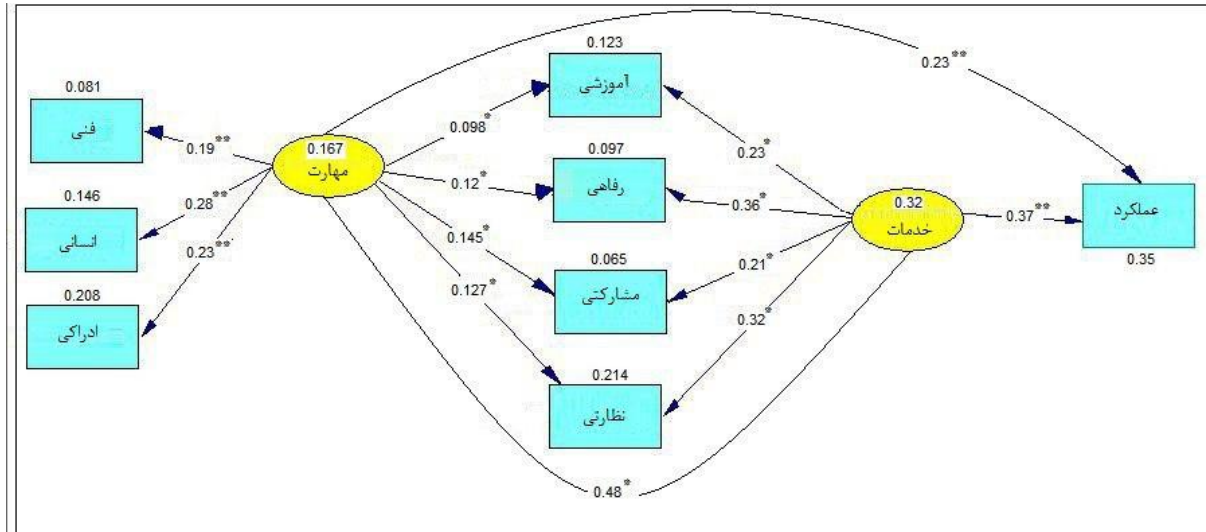 0.081
فنی
0.19**
0.146
انسانی
0.28**
0.208
ادراکی
0.23**
0.167
مهارت
0.123
آموزشی
0.098*
0.097
رفاهی
0.12*
0.065
مشارکتی
0.145*
0.214
نظارتی
0.127*
0.23*
0.36*
0.21*
0.32*
0.32
خدمات
0.48*
0.23**
0.37**
عملکرد
0.35